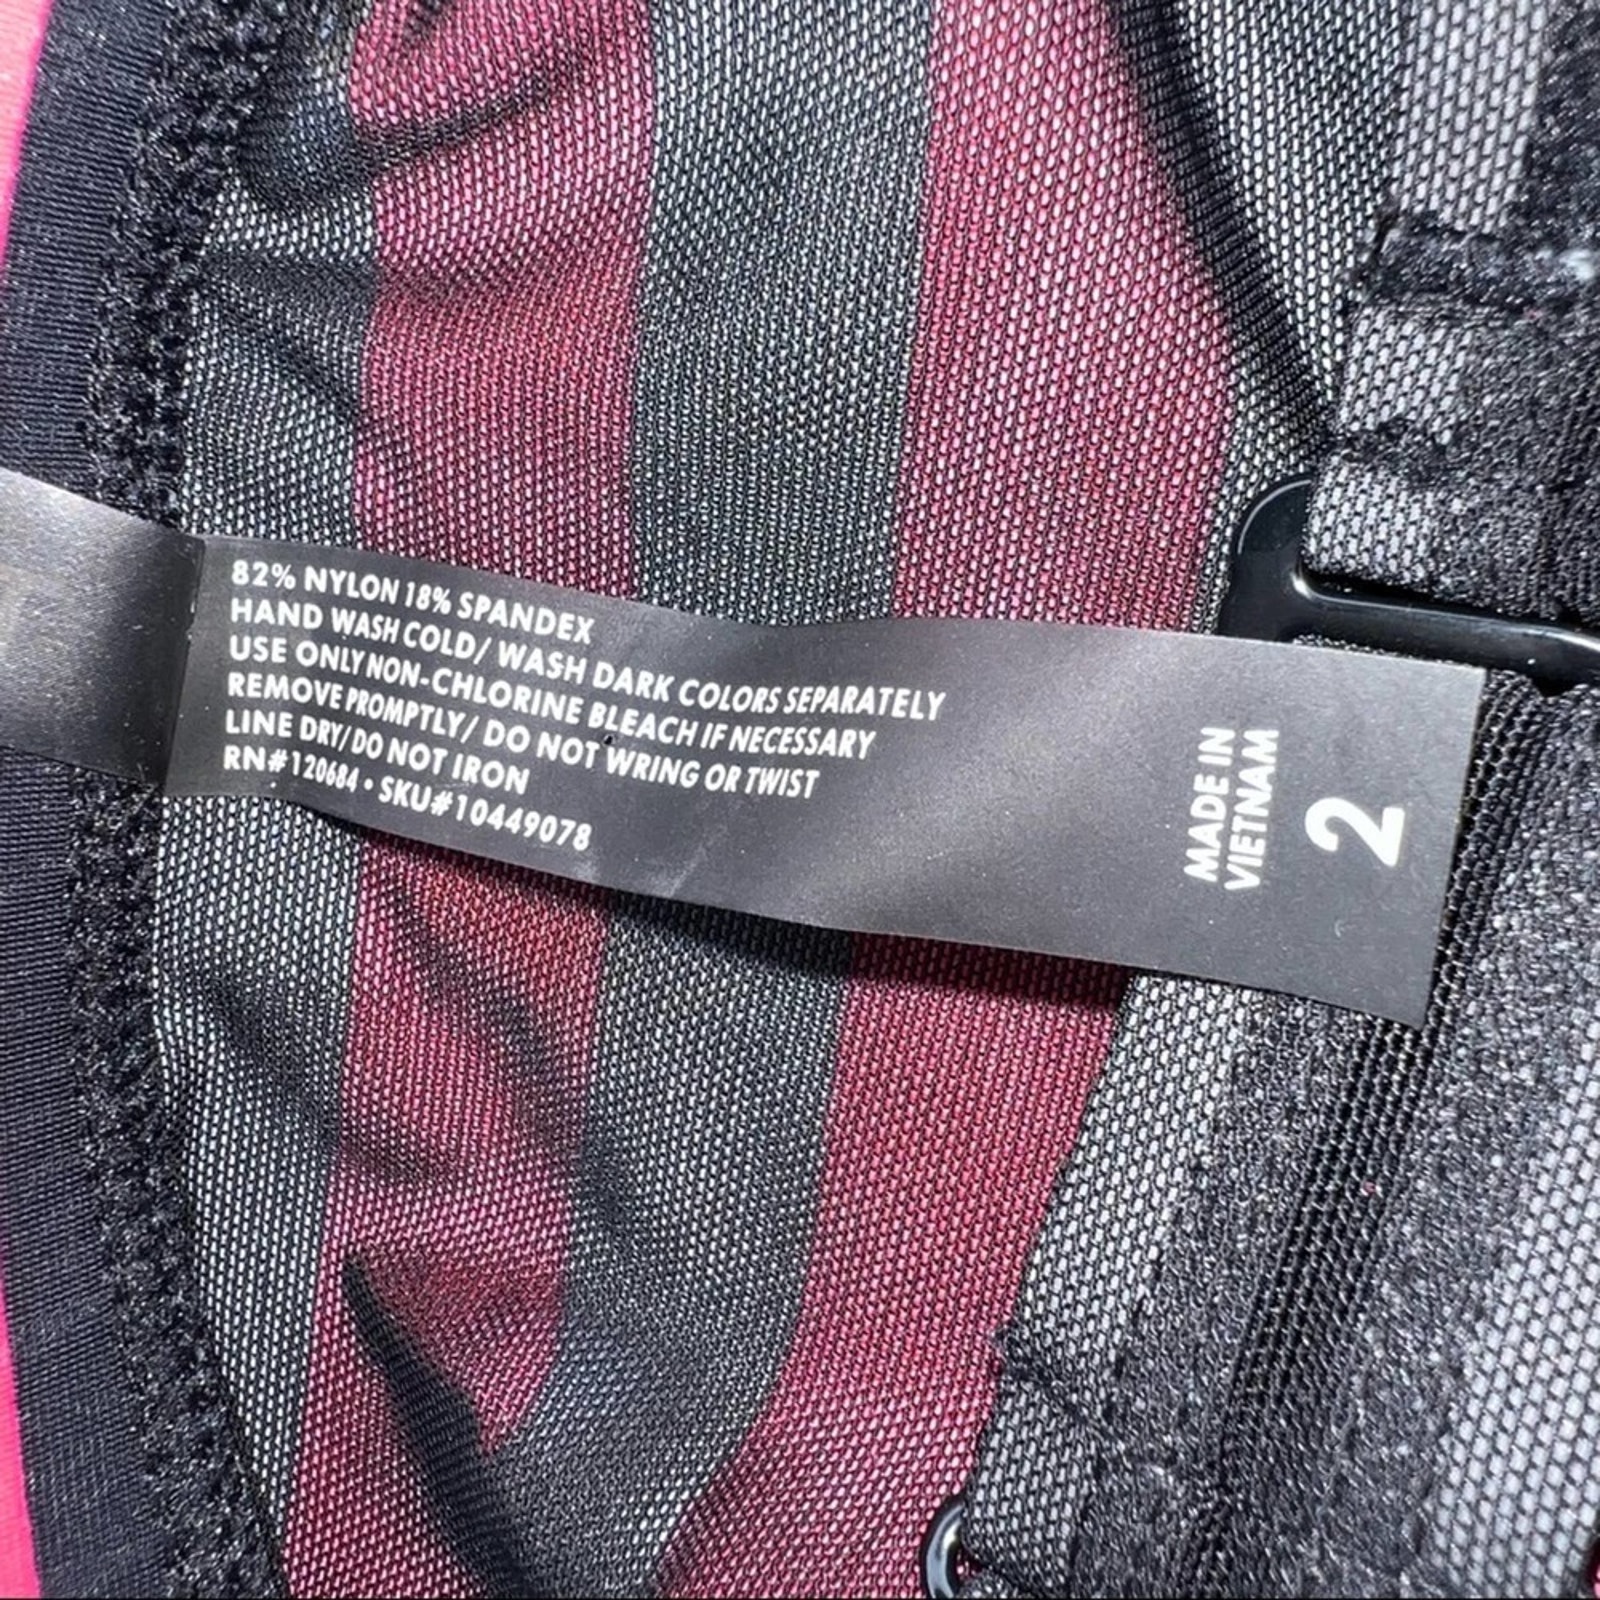 82% NYLON 18% SPANDEX
HAND WASH COLD/ WASH DARK COLORS SEPARATELY
USE ONLY NON-CHLORINE BLEACH IF NECESSARY
REMOVE PROMPTLY/ DO NOT WRING OR TWIST
LINE DRY/DO NOT IRON
RN#120684 • SKU#10449078
MADE IN
VIETNAM
2